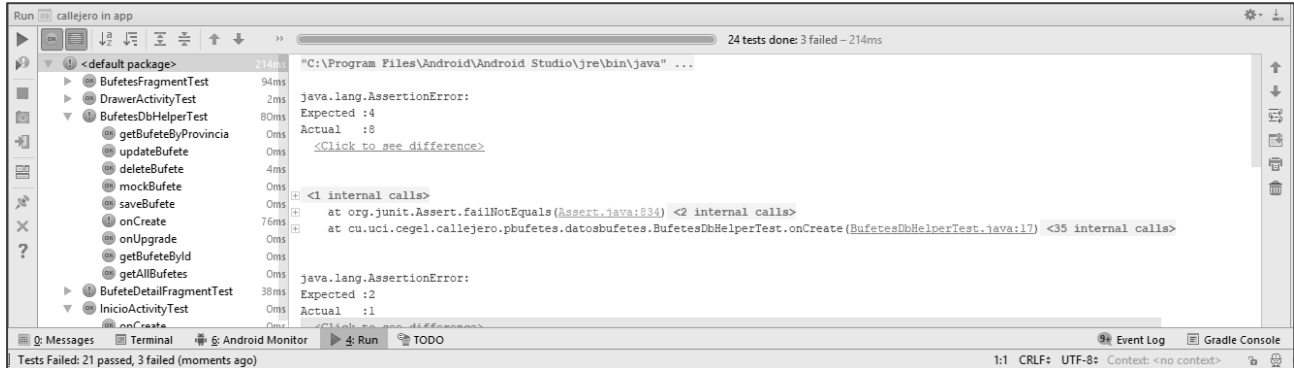 Run callejero in app
24 tests done: 3 failed – 214ms
<default package> 214ms
BufetesFragmentTest 94ms
DrawerActivityTest 2ms
BufetesDbHelperTest 80ms
getBufeteByProvincia 0ms
updateBufete 0ms
deleteBufete 4ms
mockBufete 0ms
saveBufete 0ms
onCreate 76ms
onUpgrade 0ms
getBufeteById 0ms
getAllBufetes 0ms
BufeteDetailFragmentTest 38ms
InicioActivityTest 0ms
onCreate 0ms
"C:\Program Files\Android\Android Studio\jre\bin\java" ...
java.lang.AssertionError:
Expected :4
Actual :8
<Click to see difference>
<1 internal calls>
at org.junit.Assert.failNotEquals(Assert.java:834) <2 internal calls>
at cu.uci.cegel.callejero.pbufetes.datosbufetes.BufetesDbHelperTest.onCreate(BufetesDbHelperTest.java:17) <35 internal calls>
java.lang.AssertionError:
Expected :2
Actual :1
<Click to see difference>
0: Messages Terminal 6: Android Monitor 4: Run TODO Event Log Gradle Console
Tests Failed: 21 passed, 3 failed (moments ago) 1:1 CRLF UTF-8 Context: <no context>